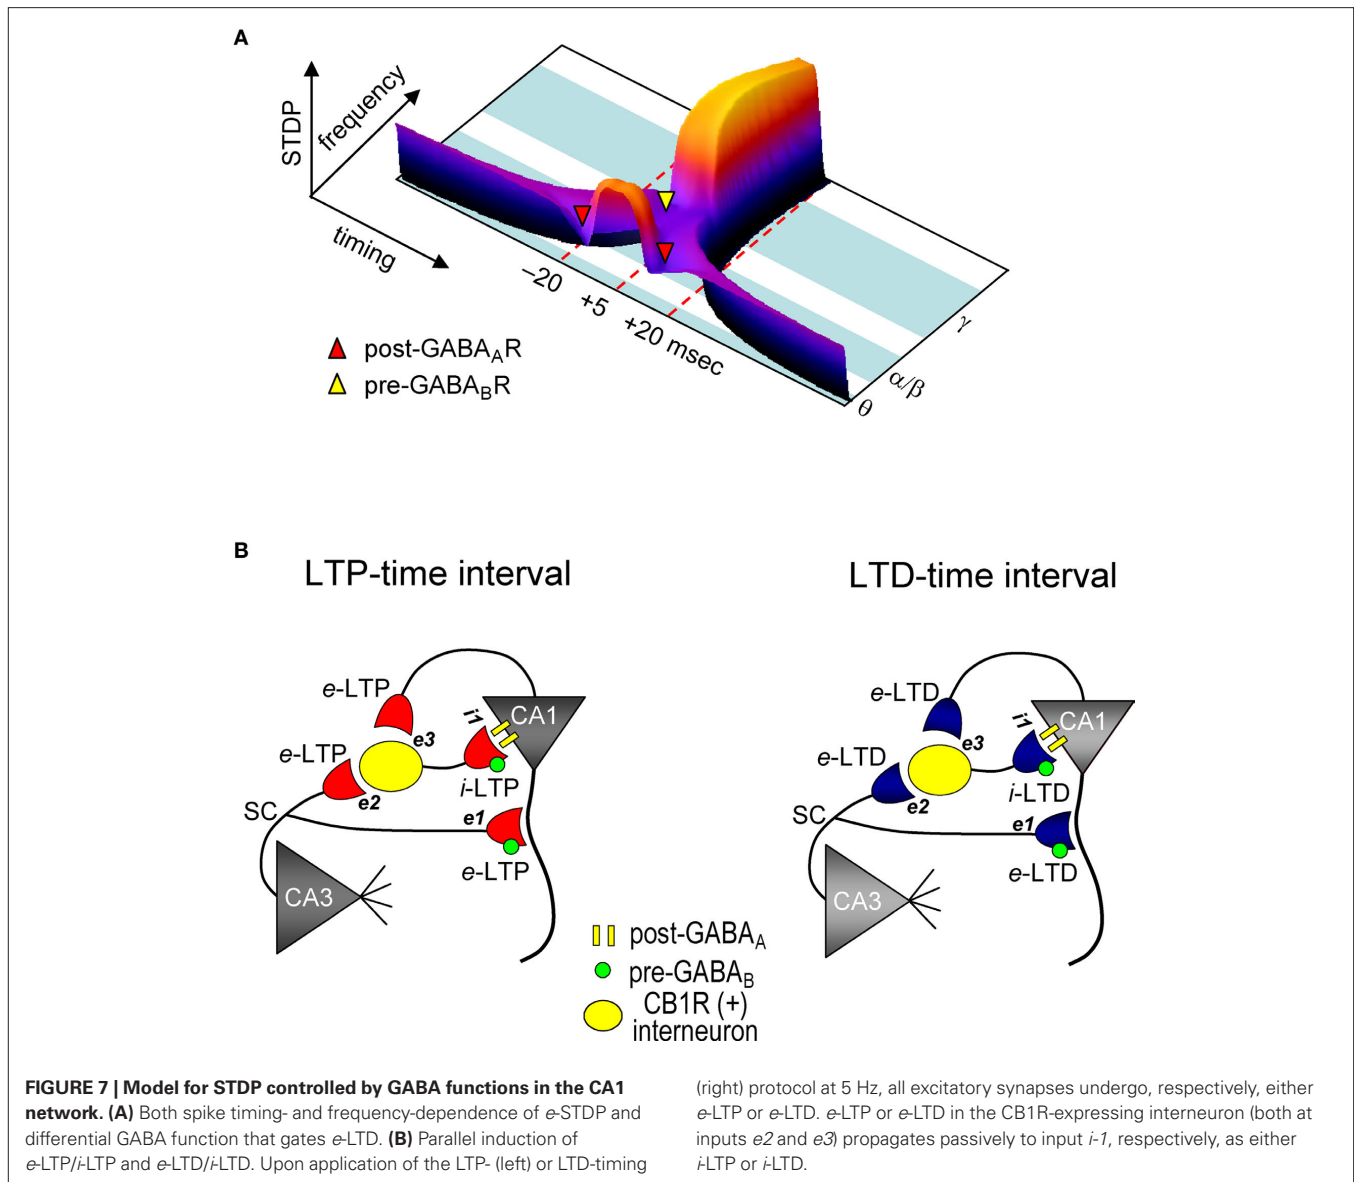 A
STDP
frequency
timing
−20
+5
+20 msec
γ
α/β
θ
post-GABA_AR
pre-GABA_BR
B
LTP-time interval
LTD-time interval
e-LTP
i1
CA1
e3
e-LTP
i-LTP
e2
SC
e1
e-LTP
CA3
e-LTD
i1
CA1
e3
e-LTD
i-LTD
e2
SC
e1
e-LTD
CA3
post-GABA_A
pre-GABA_B
CB1R (+)
interneuron
FIGURE 7 | Model for STDP controlled by GABA functions in the CA1
network. (A) Both spike timing- and frequency-dependence of e-STDP and
differential GABA function that gates e-LTD. (B) Parallel induction of
e-LTP/i-LTP and e-LTD/i-LTD. Upon application of the LTP- (left) or LTD-timing
(right) protocol at 5 Hz, all excitatory synapses undergo, respectively, either
e-LTP or e-LTD. e-LTP or e-LTD in the CB1R-expressing interneuron (both at
inputs e2 and e3) propagates passively to input i-1, respectively, as either
i-LTP or i-LTD.